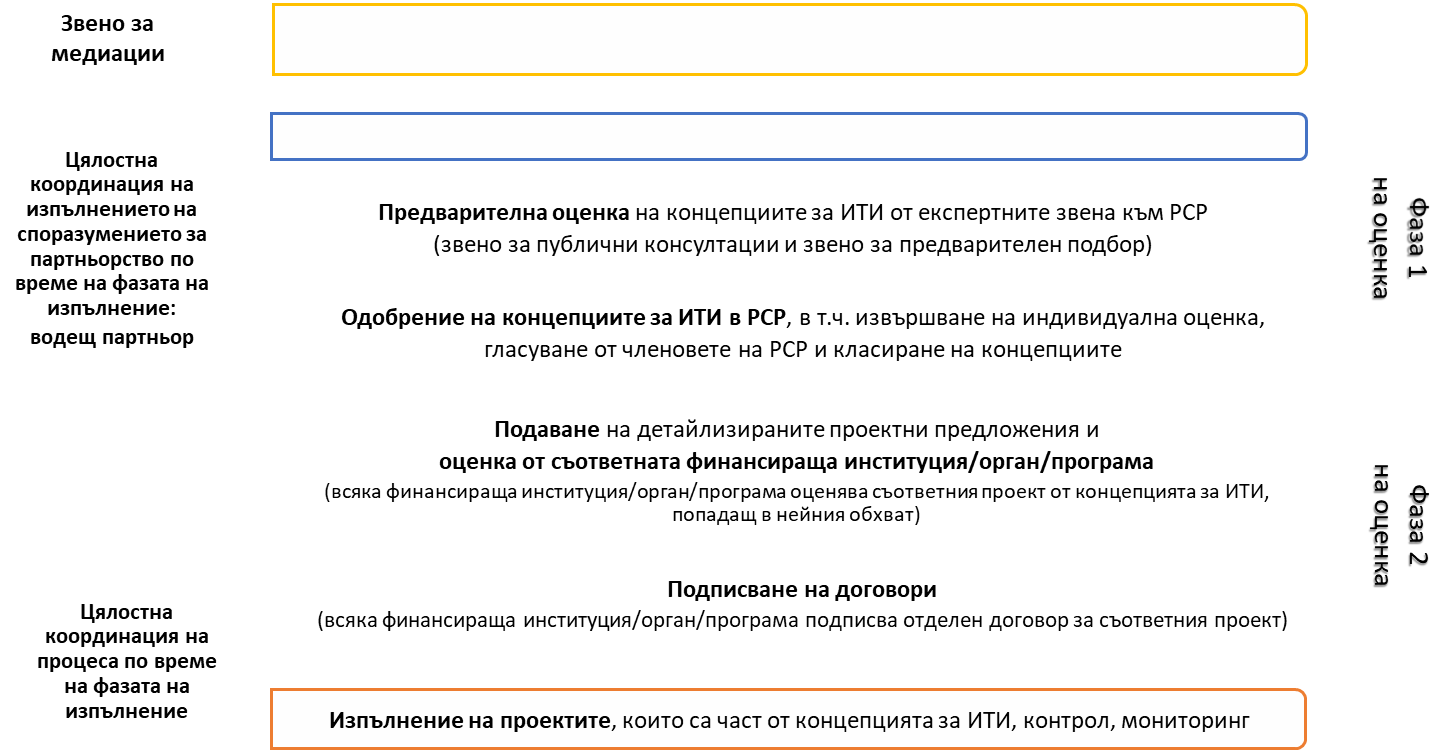 Звено за
медиации
Цялостна
координация на
изпълнението на
споразумението за
партньорство по
време на фазата на
изпълнение:
водещ партньор
Предварителна оценка на концепциите за ИТИ от експертните звена към РСР
(звено за публични консултации и звено за предварителен подбор)
Одобрение на концепциите за ИТИ в РСР, в т.ч. извършване на индивидуална оценка,
гласуване от членовете на РСР и класиране на концепциите
Фаза 1
на оценка
Подаване на детайлизираните проектни предложения и
оценка от съответната финансираща институция/орган/програма
(всяка финансираща институция/орган/програма оценява съответния проект от концепцията за ИТИ,
попадащ в нейния обхват)
Фаза 2
на оценка
Подписване на договори
(всяка финансираща институция/орган/програма подписва отделен договор за съответния проект)
Цялостна
координация на
процеса по време
на фазата на
изпълнение
Изпълнение на проектите, които са част от концепцията за ИТИ, контрол, мониторинг